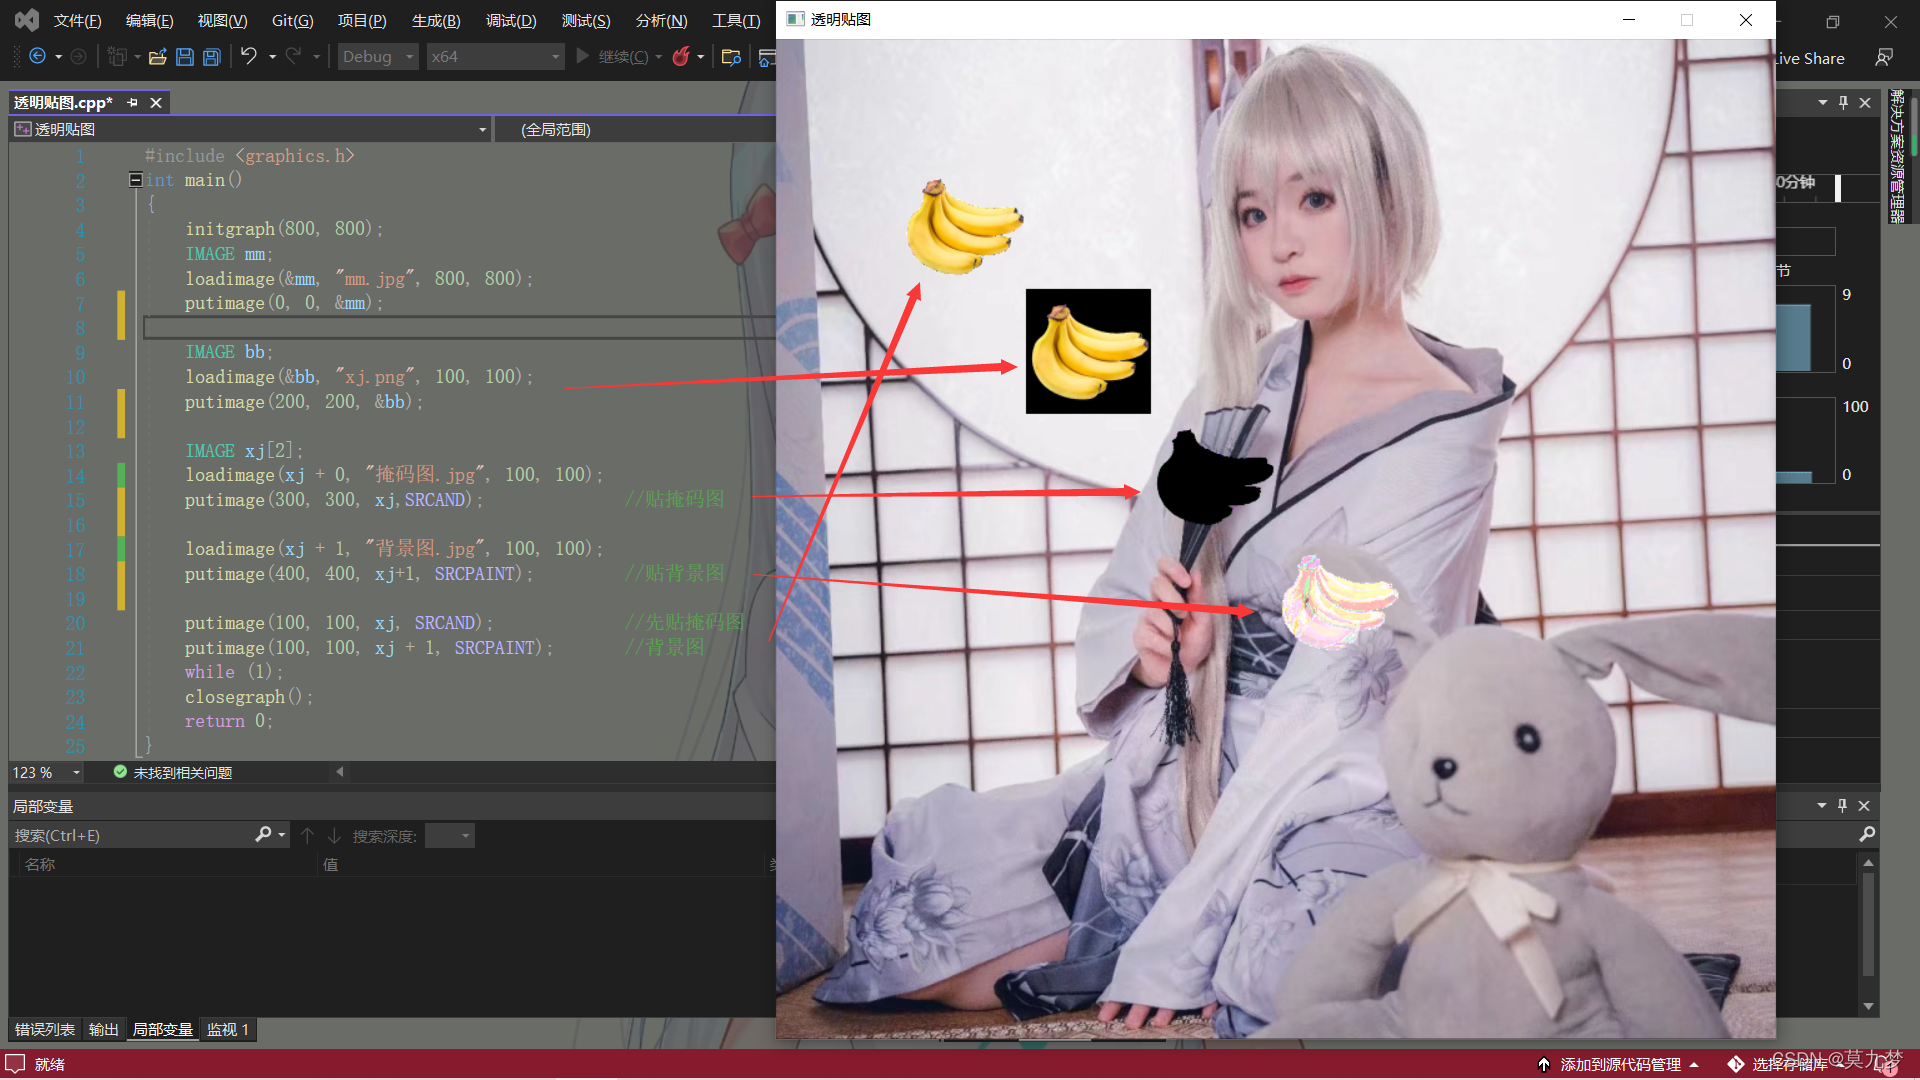 文件(F) 编辑(E) 视图(V) Git(G) 项目(P) 生成(B) 调试(D) 测试(S) 分析(N) 工具(T)
透明贴图
Debug x64 继续(C)
Live Share
透明贴图.cpp*
透明贴图 (全局范围)
1 #include <graphics.h>
2 int main()
3 {
4 initgraph(800, 800);
5 IMAGE mm;
6 loadimage(&mm, "mm.jpg", 800, 800);
7 putimage(0, 0, &mm);
8
9 IMAGE bb;
10 loadimage(&bb, "xj.png", 100, 100);
11 putimage(200, 200, &bb);
12
13 IMAGE xj[2];
14 loadimage(xj + 0, "掩码图.jpg", 100, 100);
15 putimage(300, 300, xj,SRCAND); //贴掩码图
16
17 loadimage(xj + 1, "背景图.jpg", 100, 100);
18 putimage(400, 400, xj+1, SRCPAINT); //贴背景图
19
20 putimage(100, 100, xj, SRCAND); //先贴掩码图
21 putimage(100, 100, xj + 1, SRCPAINT); //背景图
22 while (1);
23 closegraph();
24 return 0;
25 }
解决方案资源管理器
0分钟
节
9
0
100
0
123 % 未找到相关问题
局部变量
搜索(Ctrl+E) 搜索深度:
名称 值
错误列表 输出 局部变量 监视 1
就绪 添加到源代码管理 选择存储库
CSDN @莫九梦